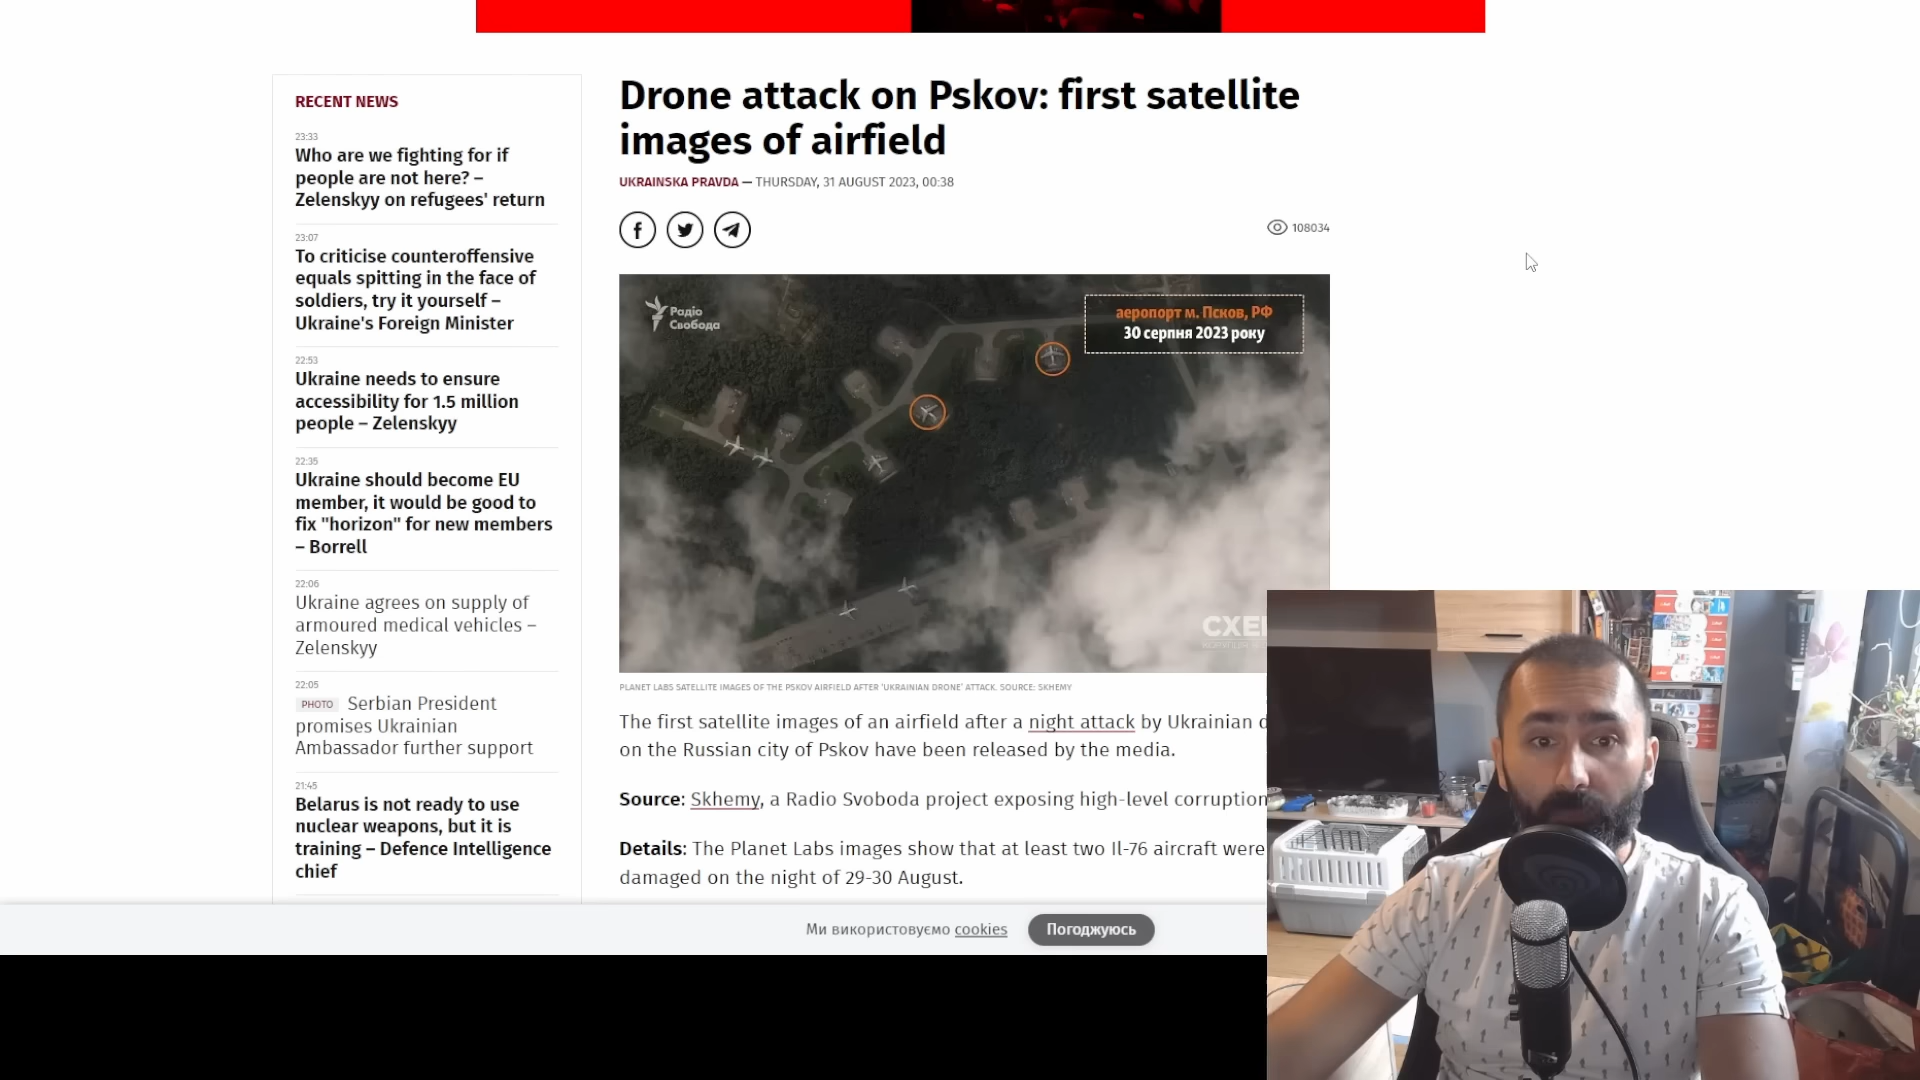 RECENT NEWS
23:33
Who are we fighting for if
people are not here? –
Zelenskyy on refugees' return
23:07
To criticise counteroffensive
equals spitting in the face of
soldiers, try it yourself –
Ukraine's Foreign Minister
22:53
Ukraine needs to ensure
accessibility for 1.5 million
people – Zelenskyy
22:35
Ukraine should become EU
member, it would be good to
fix "horizon" for new members
– Borrell
22:06
Ukraine agrees on supply of
armoured medical vehicles –
Zelenskyy
22:05
PHOTO Serbian President
promises Ukrainian
Ambassador further support
21:45
Belarus is not ready to use
nuclear weapons, but it is
training – Defence Intelligence
chief
Drone attack on Pskov: first satellite
images of airfield
UKRAINSKA PRAVDA — THURSDAY, 31 AUGUST 2023, 00:38
108034
Радіо
Свобода
аеропорт м. Псков, РФ
30 серпня 2023 року
СХЕ
PLANET LABS SATELLITE IMAGES OF THE PSKOV AIRFIELD AFTER 'UKRAINIAN DRONE' ATTACK. SOURCE: SKHEMY
The first satellite images of an airfield after a night attack by Ukrainian
on the Russian city of Pskov have been released by the media.
Source: Skhemy, a Radio Svoboda project exposing high-level corruption
Details: The Planet Labs images show that at least two Il-76 aircraft were
damaged on the night of 29-30 August.
Ми використовуємо cookies
Погоджуюсь